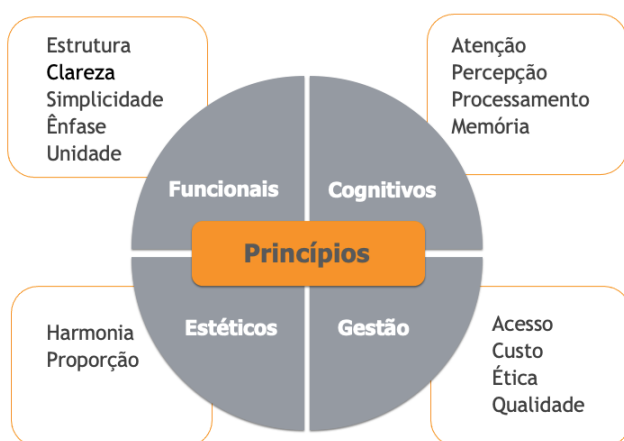 Estrutura
Clareza
Simplicidade
Ênfase
Unidade
Atenção
Percepção
Processamento
Memória
Funcionais
Cognitivos
Princípios
Estéticos
Gestão
Harmonia
Proporção
Acesso
Custo
Ética
Qualidade